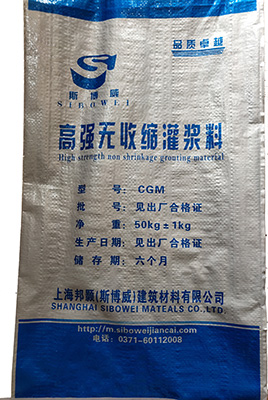 品质卓越
斯博威
SIBOWEI
高强无收缩灌浆料
High strength non shrinkage grouting material
型 号: CGM
批 号: 见出厂合格证
净 重: 50kg±1kg
生产日期: 见出厂合格证
储存期: 六个月
上海邦颢(斯博威)建筑材料有限公司
SHANGHAI SIBOWEI MATEALS CO.,LTD.
http://m.siboweijiancai.com
电话: 0371-60112008